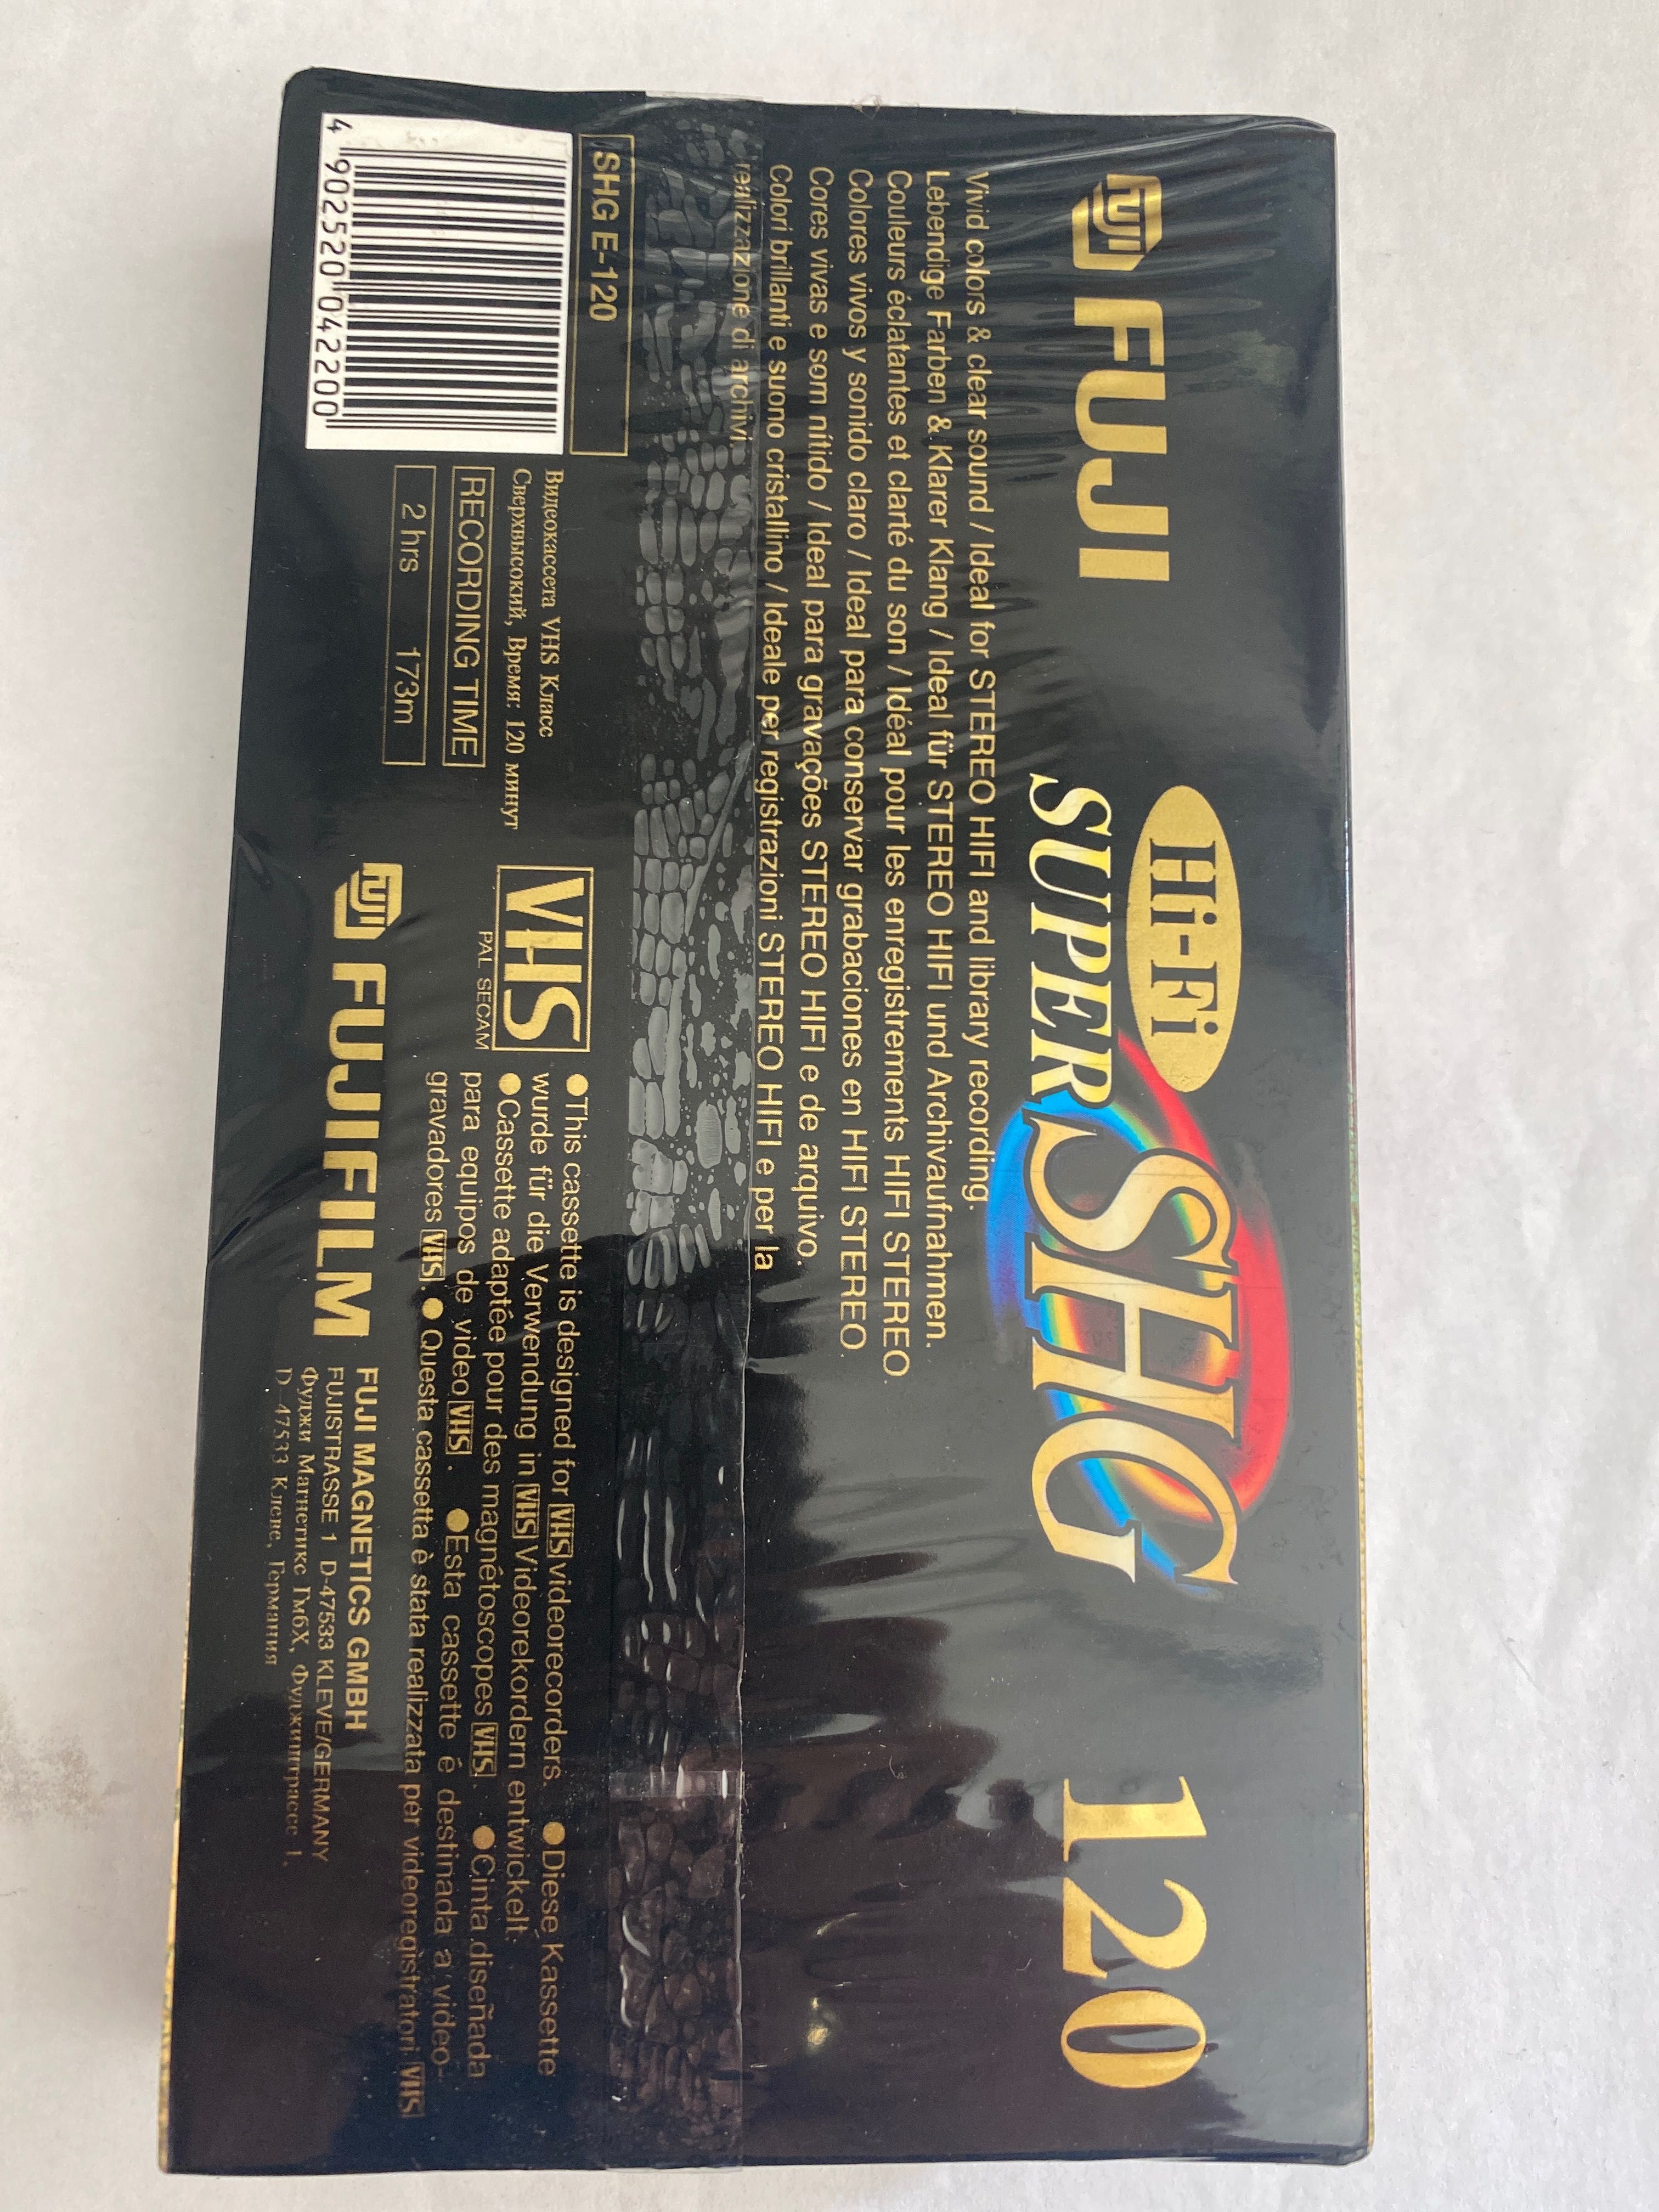 FUJI FUJI
Hi-Fi
SUPER SHG
120
Vivid colors & clear sound / Ideal for STEREO HIFI and library recording.
Lebendige Farben & Klarer Klang / Ideal für STEREO HIFI und Archivaufnahmen.
Couleurs éclatantes et clarté du son / Idéal pour les enregistrements HIFI STEREO.
Colores vivos y sonido claro / Ideal para conservar grabaciones en HIFI STEREO.
Cores vivas e som nítido / Ideal para gravações STEREO HIFI e de arquivo.
Colori brillanti e suono cristallino / Ideale per registrazioni STEREO HIFI e per la
realizzazione di archivi.
SHG E-120
4 902520 042200
Видеокассета VHS Класс
Сверхвысокий, Время: 120 минут
RECORDING TIME
2 hrs 173m
VHS
PAL SECAM
●This cassette is designed for VHS videorecorders. ●Diese Kassette
wurde für die Verwendung in VHS Videorekordern entwickelt.
●Cassette adaptée pour des magnétoscopes VHS. ●Cinta diseñada
para equipos de video VHS. ●Esta cassette é destinada a video-
gravadores VHS. ●Questa cassetta è stata realizzata per videoregistratori VHS
FUJI FUJIFILM
FUJI MAGNETICS GMBH
FUJISTRASSE 1 D-47533 KLEVE/GERMANY
Фуджи Магнетикс ГмбХ, Фуджиштрассе 1,
D-47533 Клеве, Германия